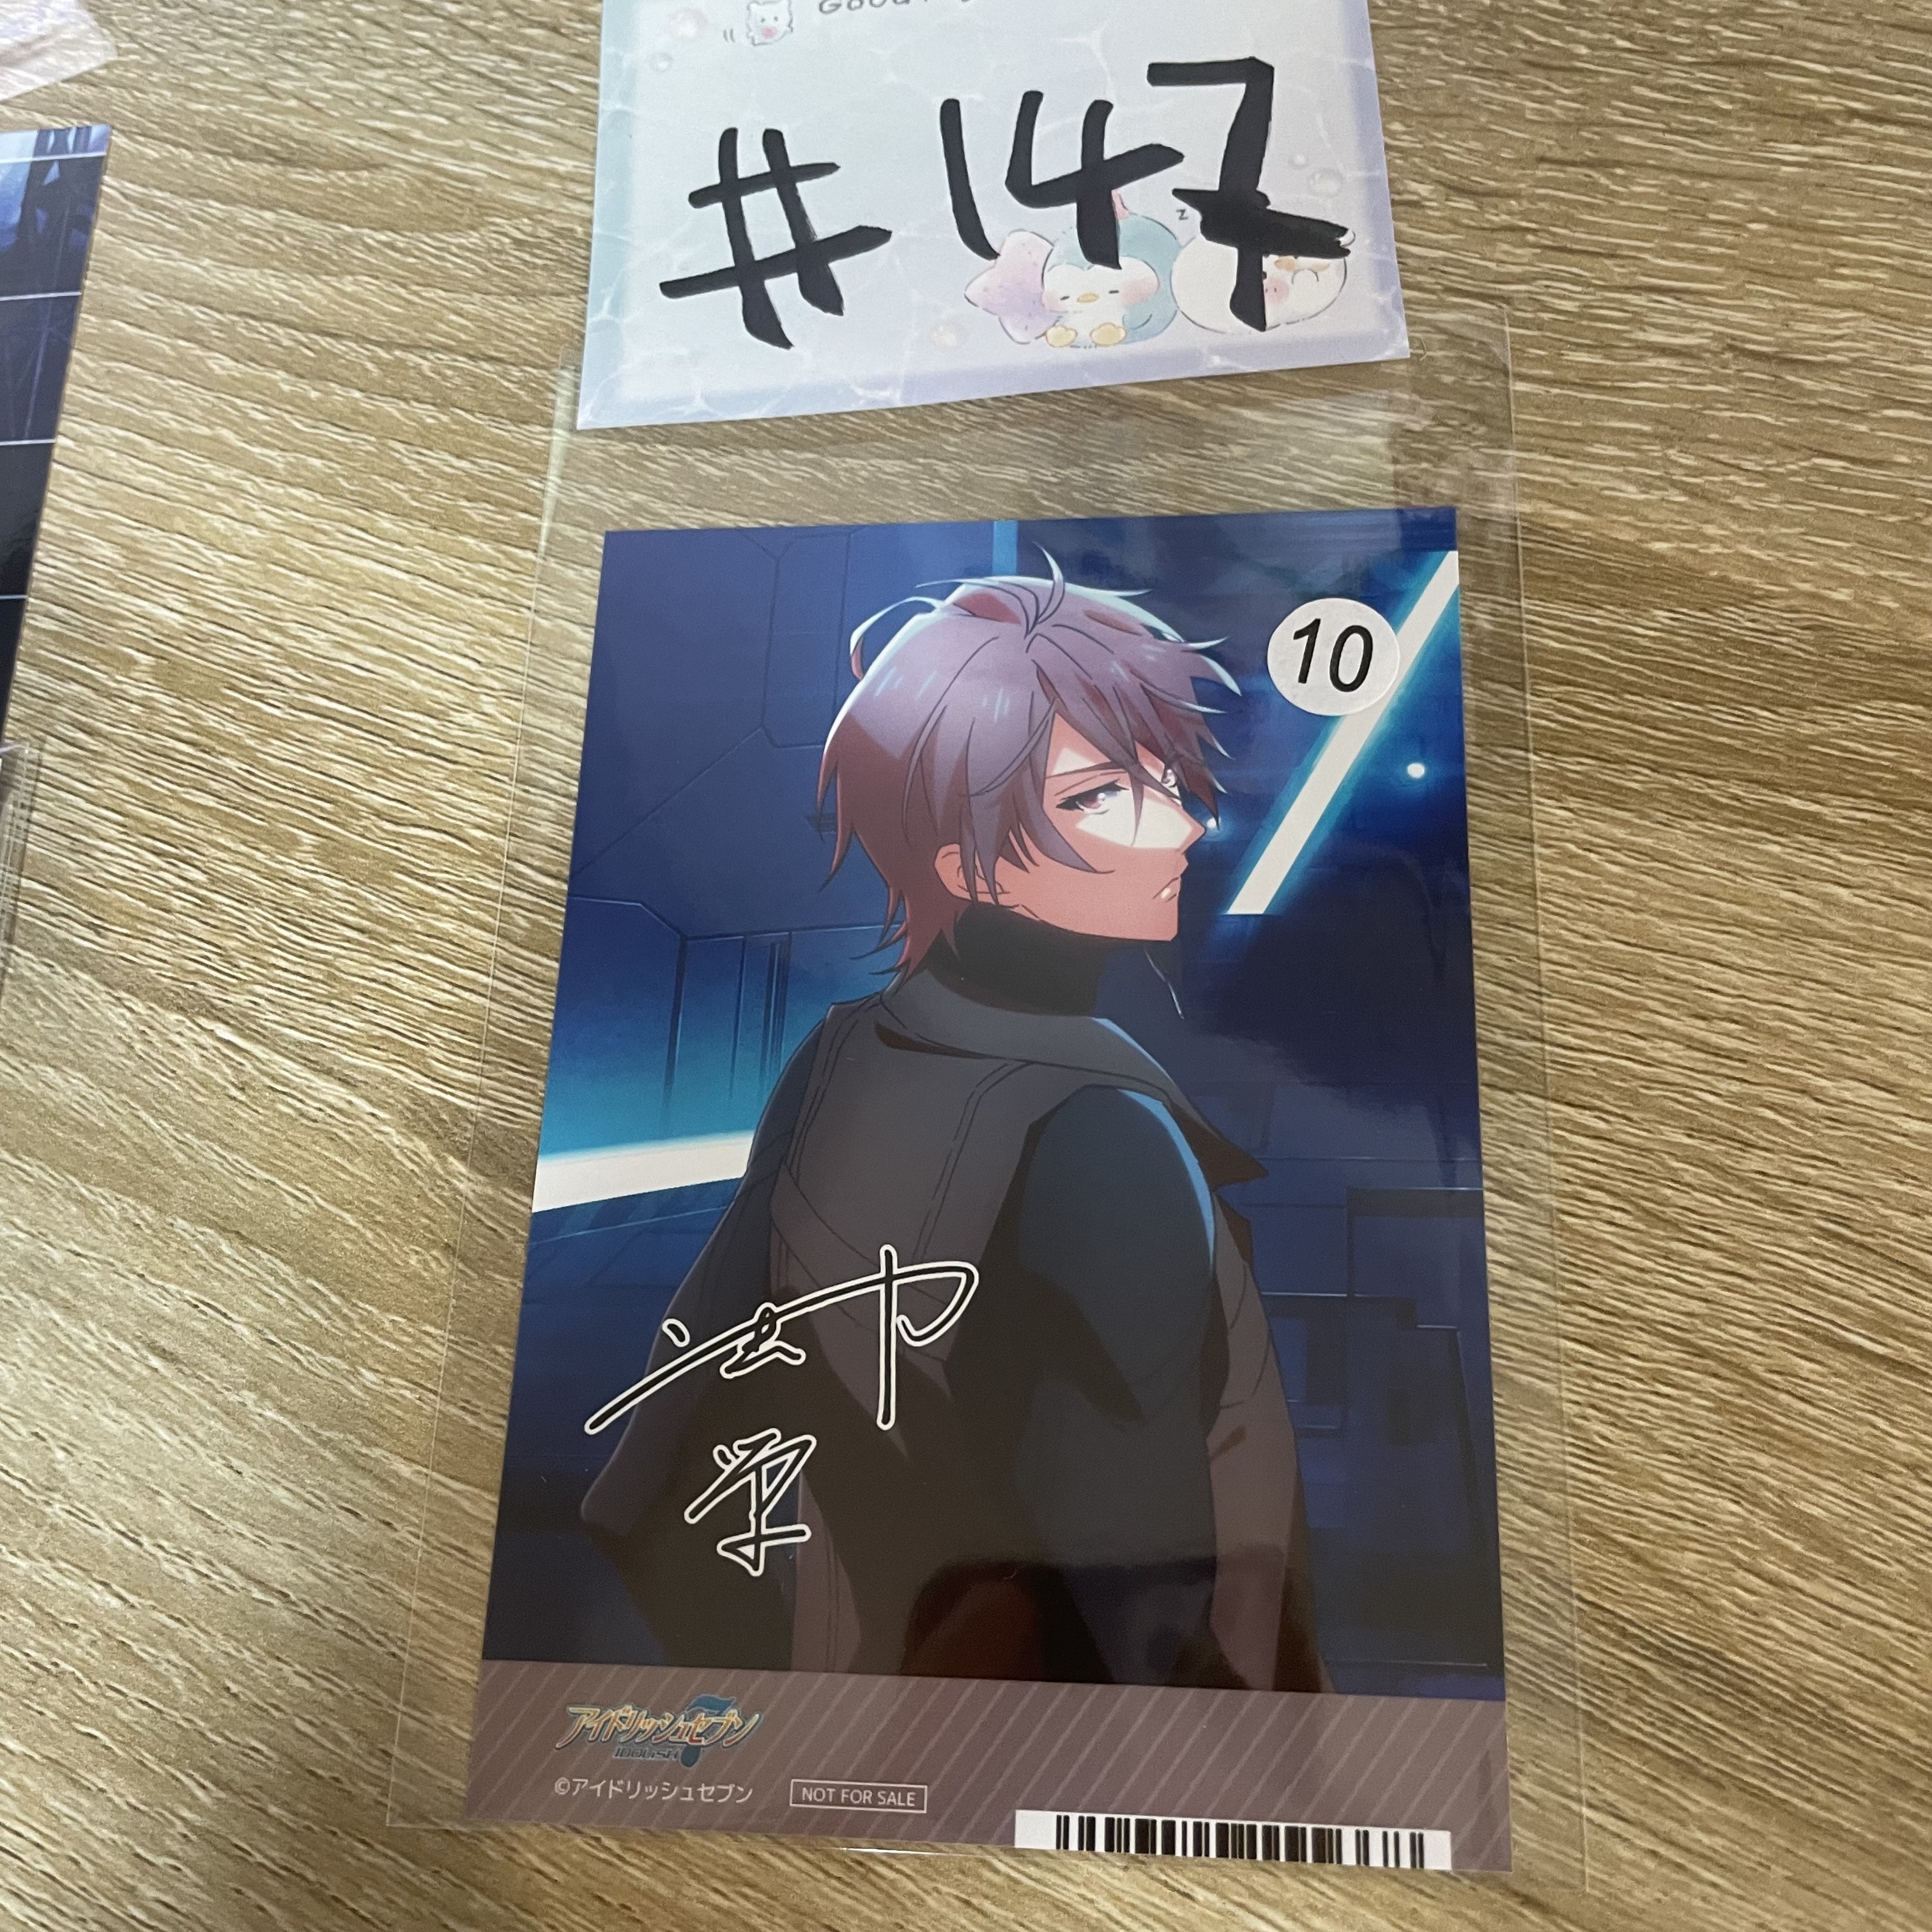 # 147
10
アイドリッシュセブン
IDOLiSH7
©アイドリッシュセブン
NOT FOR SALE